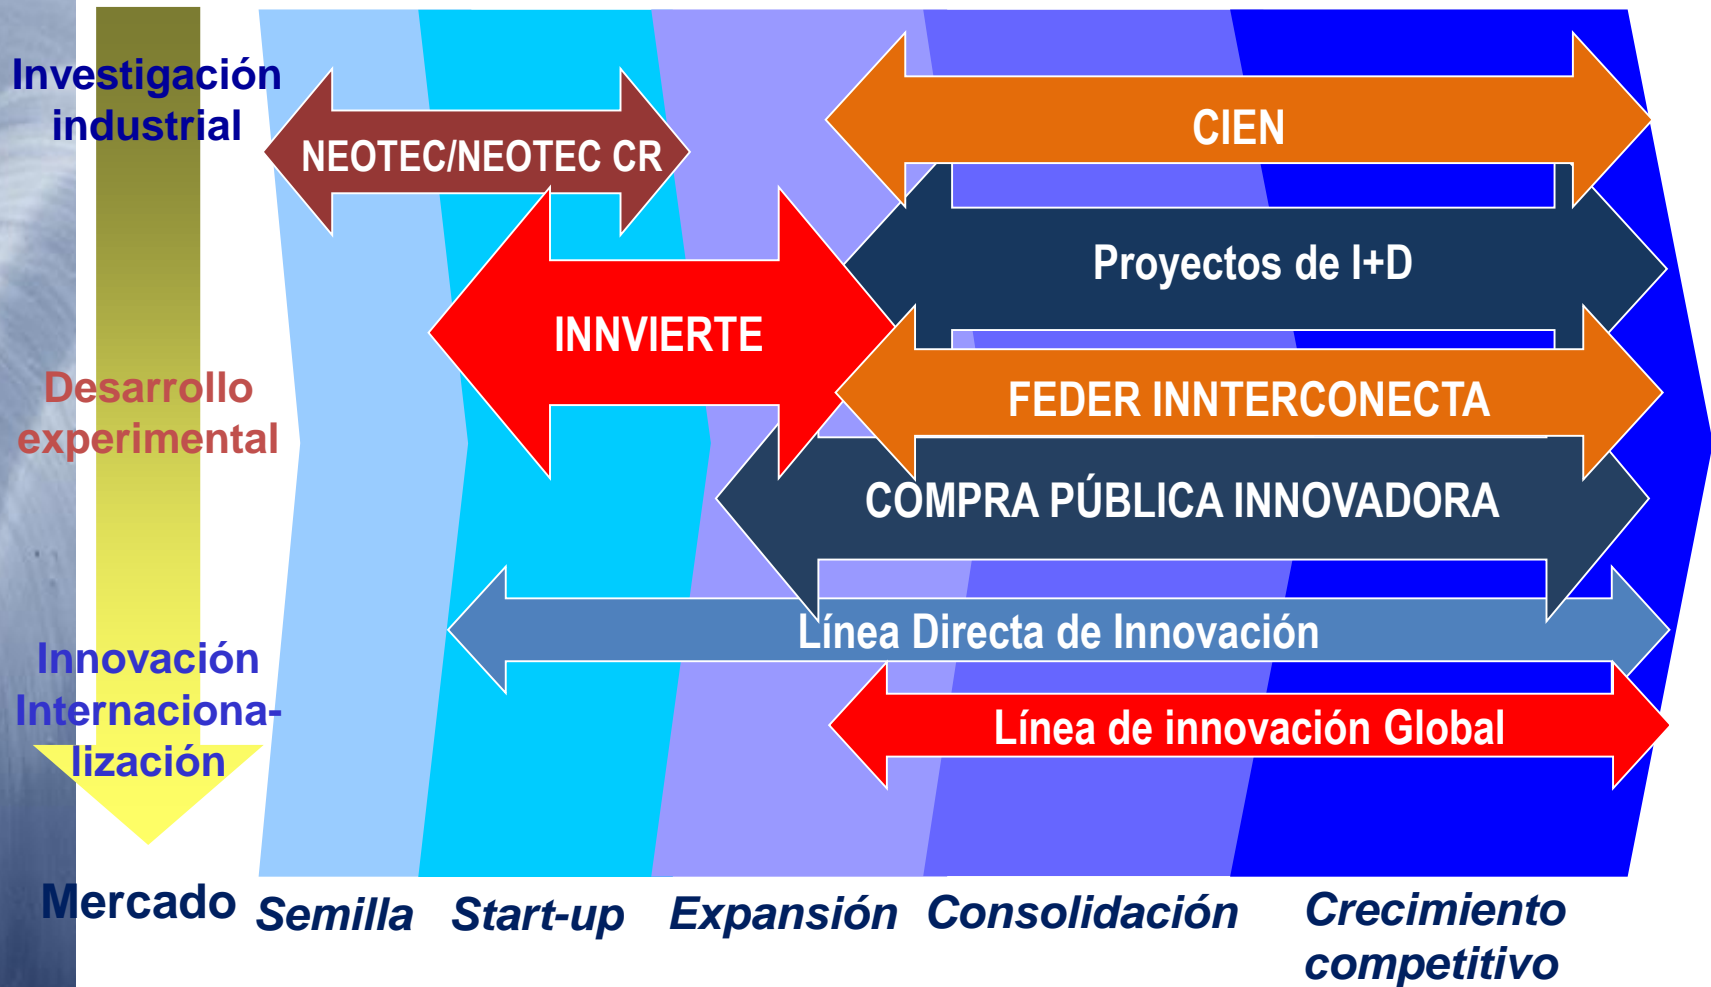 Investigación
industrial
Desarrollo
experimental
Innovación
Internaciona-
lización
Mercado
NEOTEC/NEOTEC CR
CIEN
Proyectos de I+D
INNVIERTE
FEDER INNTERCONECTA
COMPRA PÚBLICA INNOVADORA
Línea Directa de Innovación
Línea de innovación Global
Semilla
Start-up
Expansión
Consolidación
Crecimiento
competitivo